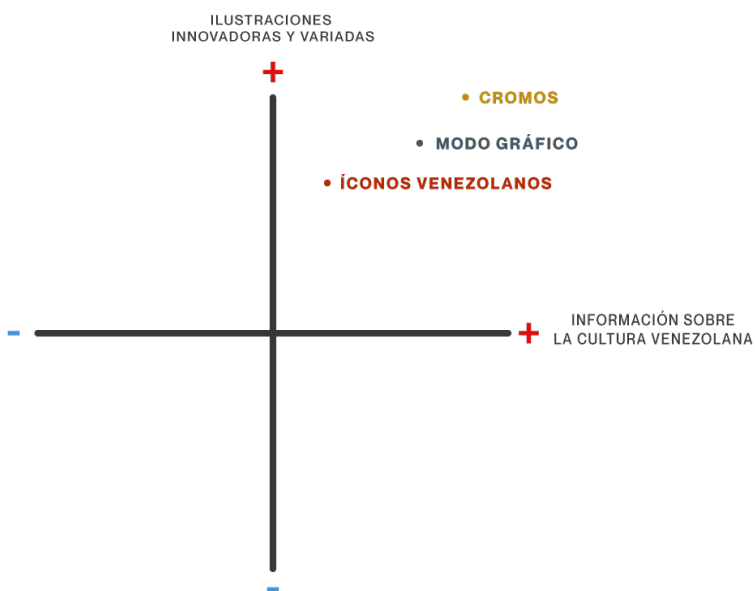 ILUSTRACIONES
INNOVADORAS Y VARIADAS
+
• CROMOS
• MODO GRÁFICO
• ÍCONOS VENEZOLANOS
-
+
INFORMACIÓN SOBRE
LA CULTURA VENEZOLANA
-